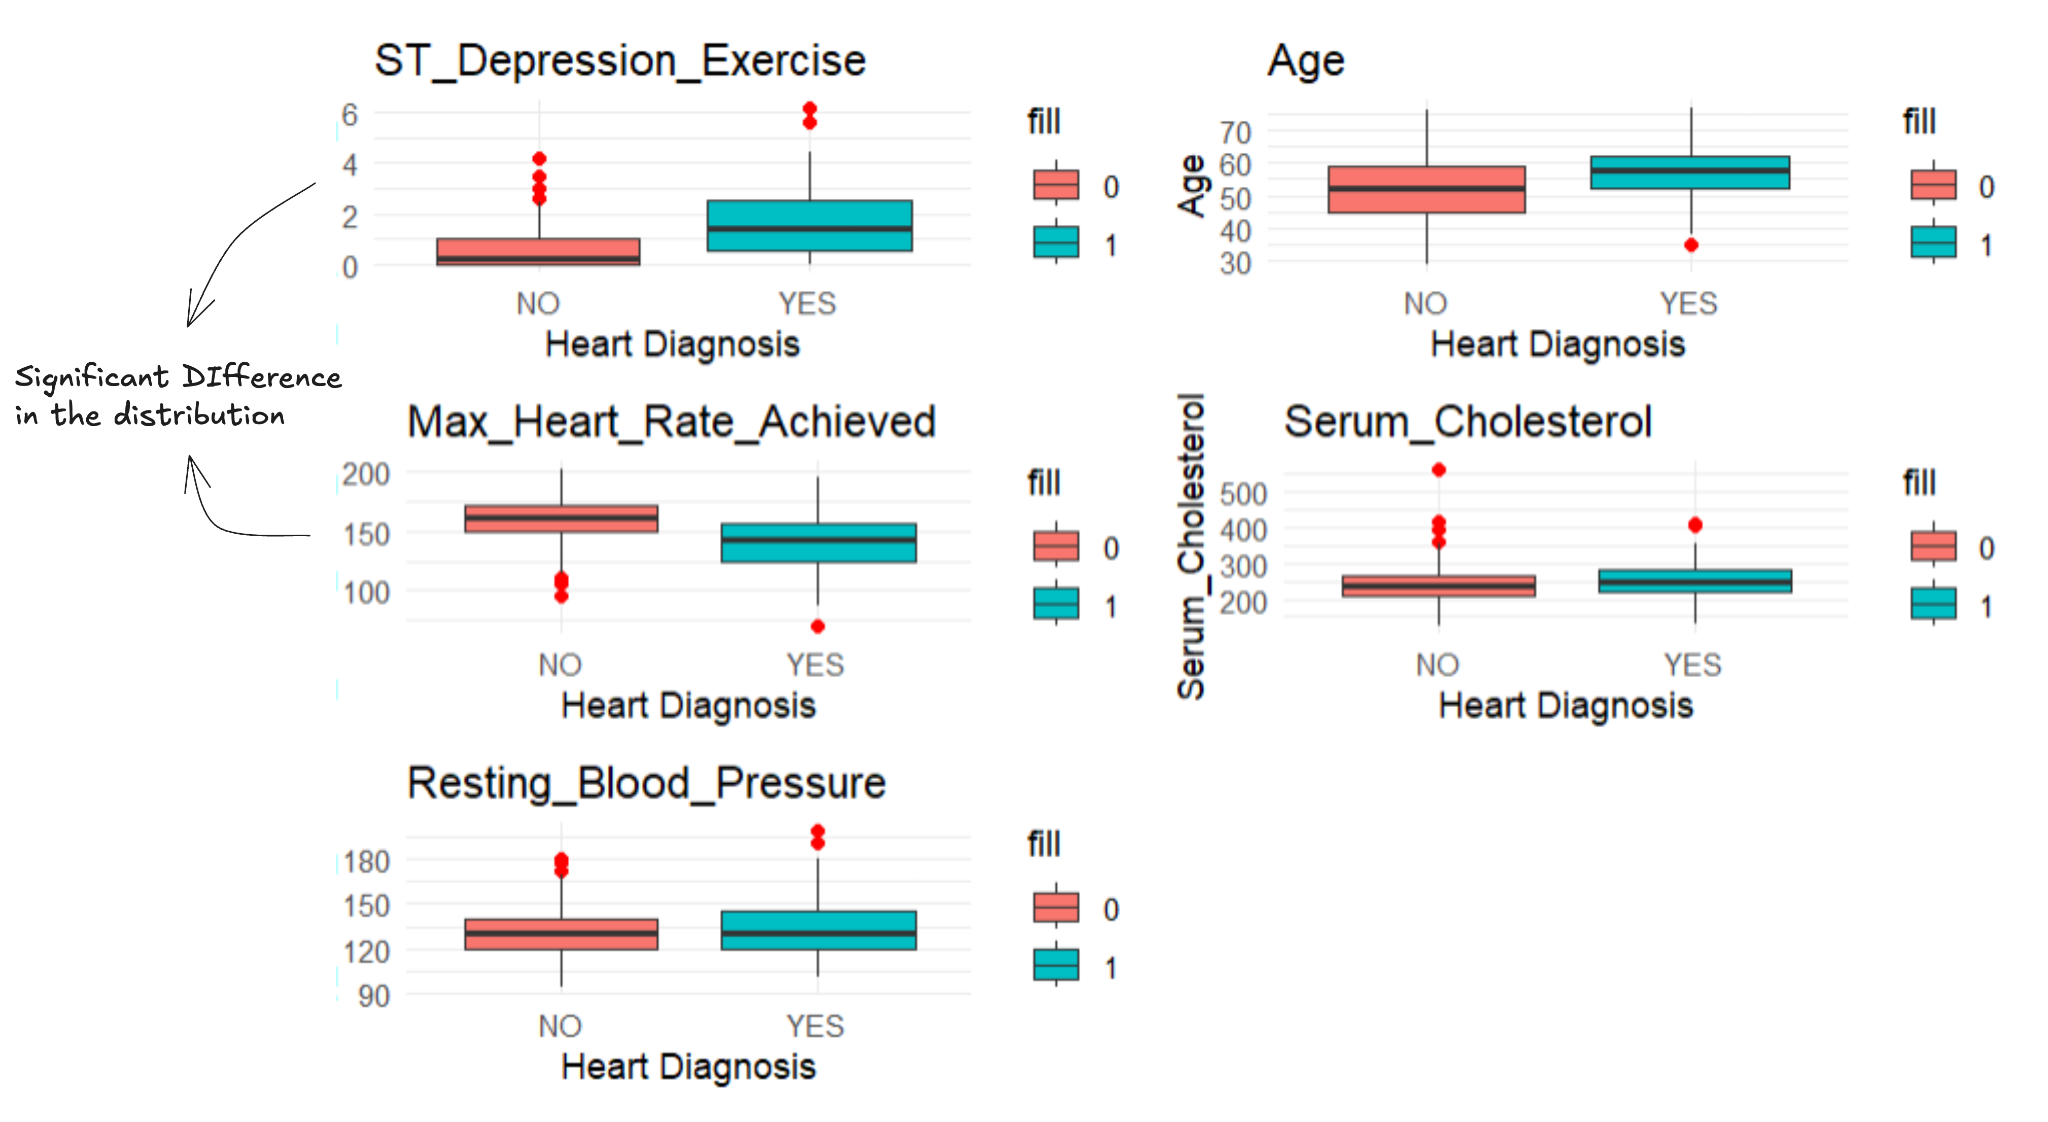 ST_Depression_Exercise
6
4
2
0
NO YES
Heart Diagnosis
fill
0
1
Age
Age
70
60
50
40
30
NO YES
Heart Diagnosis
fill
0
1
Significant DIfference
in the distribution
Max_Heart_Rate_Achieved
200
150
100
NO YES
Heart Diagnosis
fill
0
1
Serum_Cholesterol
Serum_Cholesterol
500
400
300
200
NO YES
Heart Diagnosis
fill
0
1
Resting_Blood_Pressure
180
150
120
90
NO YES
Heart Diagnosis
fill
0
1